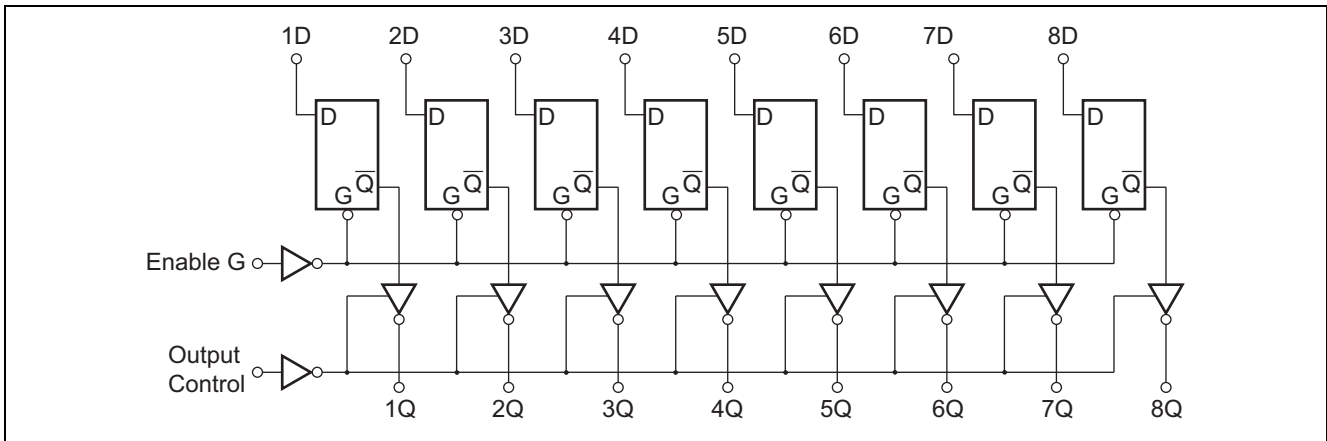 1D 2D 3D 4D 5D 6D 7D 8D
D D D D D D D D
Q̅ Q̅ Q̅ Q̅ Q̅ Q̅ Q̅ Q̅
G G G G G G G G
Enable G
Output
Control
1Q 2Q 3Q 4Q 5Q 6Q 7Q 8Q